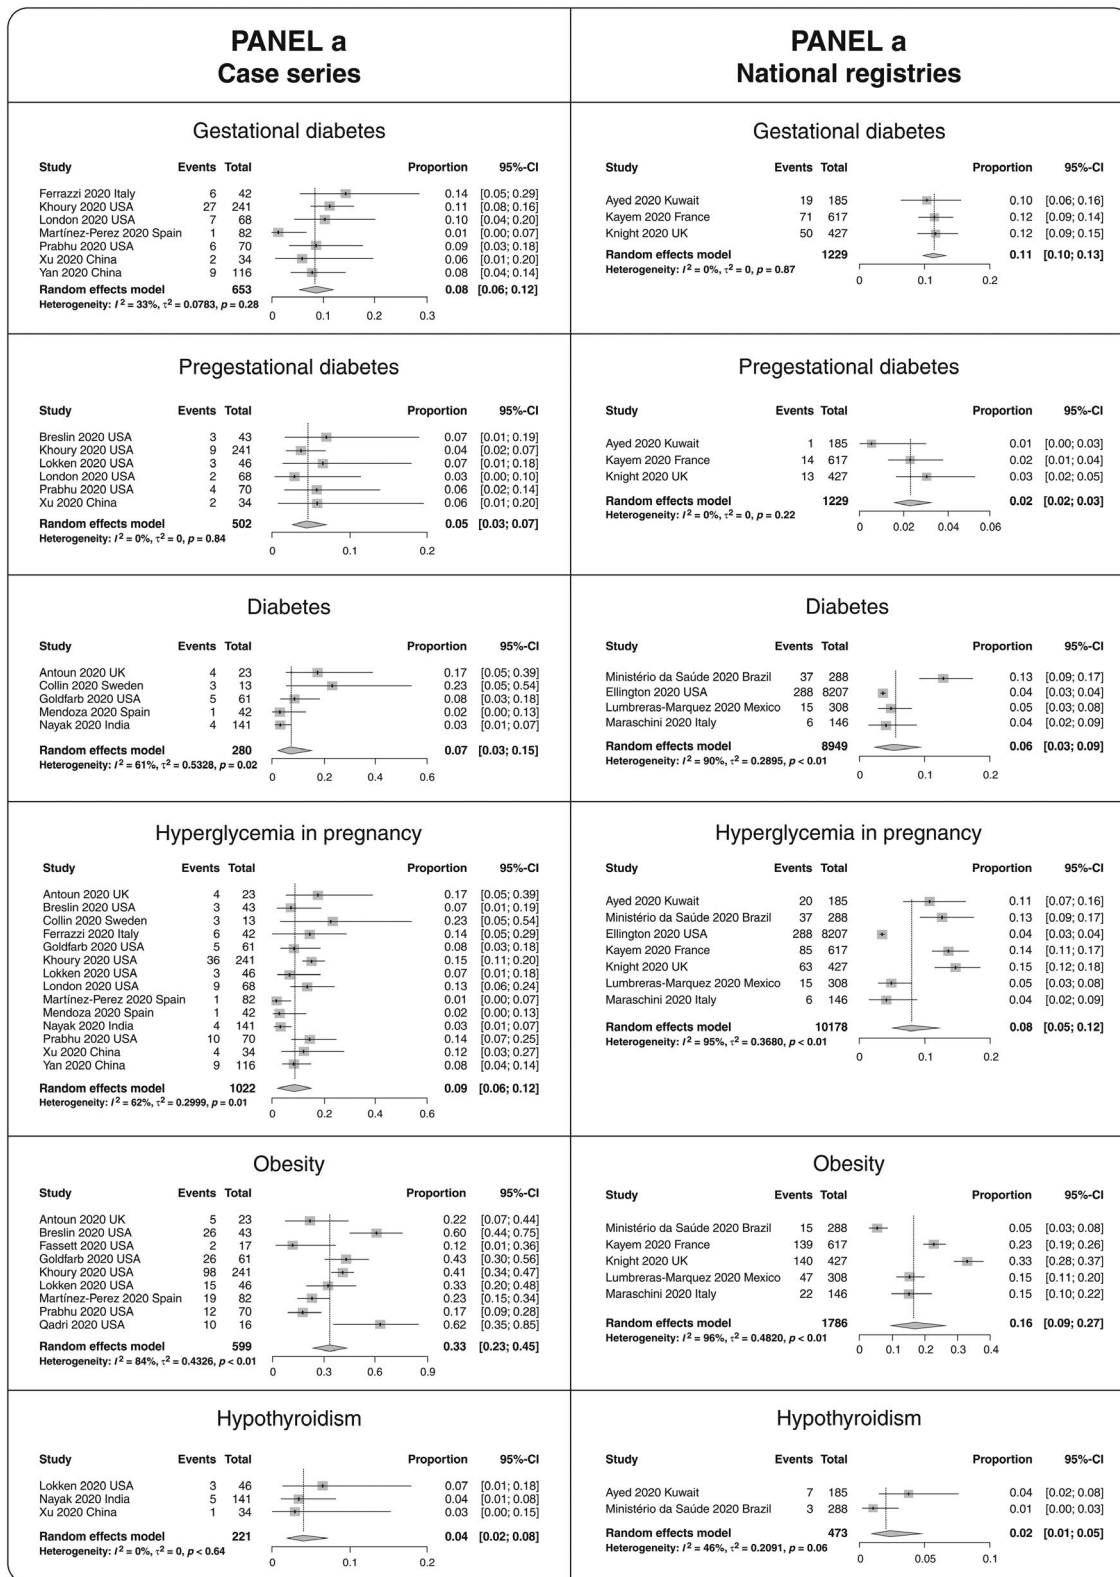 PANEL a
Case series
PANEL a
National registries
Gestational diabetes
Study Events Total Proportion 95%-CI
Ferrazzi 2020 Italy 6 42 0.14 [0.05; 0.29]
Khoury 2020 USA 27 241 0.11 [0.08; 0.16]
London 2020 USA 7 68 0.10 [0.04; 0.20]
Martínez-Perez 2020 Spain 1 82 0.01 [0.00; 0.07]
Prabhu 2020 USA 6 70 0.09 [0.03; 0.18]
Xu 2020 China 2 34 0.06 [0.01; 0.20]
Yan 2020 China 9 116 0.08 [0.04; 0.14]
Random effects model 653 0.08 [0.06; 0.12]
Heterogeneity: I² = 33%, τ² = 0.0783, p = 0.28
0 0.1 0.2 0.3
Gestational diabetes
Study Events Total Proportion 95%-CI
Ayed 2020 Kuwait 19 185 0.10 [0.06; 0.16]
Kayem 2020 France 71 617 0.12 [0.09; 0.14]
Knight 2020 UK 50 427 0.12 [0.09; 0.15]
Random effects model 1229 0.11 [0.10; 0.13]
Heterogeneity: I² = 0%, τ² = 0, p = 0.87
0 0.1 0.2
Pregestational diabetes
Study Events Total Proportion 95%-CI
Breslin 2020 USA 3 43 0.07 [0.01; 0.19]
Khoury 2020 USA 9 241 0.04 [0.02; 0.07]
Lokken 2020 USA 3 46 0.07 [0.01; 0.18]
London 2020 USA 2 68 0.03 [0.00; 0.10]
Prabhu 2020 USA 4 70 0.06 [0.02; 0.14]
Xu 2020 China 2 34 0.06 [0.01; 0.20]
Random effects model 502 0.05 [0.03; 0.07]
Heterogeneity: I² = 0%, τ² = 0, p = 0.84
0 0.1 0.2
Pregestational diabetes
Study Events Total Proportion 95%-CI
Ayed 2020 Kuwait 1 185 0.01 [0.00; 0.03]
Kayem 2020 France 14 617 0.02 [0.01; 0.04]
Knight 2020 UK 13 427 0.03 [0.02; 0.05]
Random effects model 1229 0.02 [0.02; 0.03]
Heterogeneity: I² = 0%, τ² = 0, p = 0.22
0 0.02 0.04 0.06
Diabetes
Study Events Total Proportion 95%-CI
Antoun 2020 UK 4 23 0.17 [0.05; 0.39]
Collin 2020 Sweden 3 13 0.23 [0.05; 0.54]
Goldfarb 2020 USA 5 61 0.08 [0.03; 0.18]
Mendoza 2020 Spain 1 42 0.02 [0.00; 0.13]
Nayak 2020 India 4 141 0.03 [0.01; 0.07]
Random effects model 280 0.07 [0.03; 0.15]
Heterogeneity: I² = 61%, τ² = 0.5328, p = 0.02
0 0.2 0.4 0.6
Diabetes
Study Events Total Proportion 95%-CI
Ministério da Saúde 2020 Brazil 37 288 0.13 [0.09; 0.17]
Ellington 2020 USA 288 8207 0.04 [0.03; 0.04]
Lumbreras-Marquez 2020 Mexico 15 308 0.05 [0.03; 0.08]
Maraschini 2020 Italy 6 146 0.04 [0.02; 0.09]
Random effects model 8949 0.06 [0.03; 0.09]
Heterogeneity: I² = 90%, τ² = 0.2895, p < 0.01
0 0.1 0.2
Hyperglycemia in pregnancy
Study Events Total Proportion 95%-CI
Antoun 2020 UK 4 23 0.17 [0.05; 0.39]
Breslin 2020 USA 3 43 0.07 [0.01; 0.19]
Collin 2020 Sweden 3 13 0.23 [0.05; 0.54]
Ferrazzi 2020 Italy 6 42 0.14 [0.05; 0.29]
Goldfarb 2020 USA 5 61 0.08 [0.03; 0.18]
Khoury 2020 USA 36 241 0.15 [0.11; 0.20]
Lokken 2020 USA 3 46 0.07 [0.01; 0.18]
London 2020 USA 9 68 0.13 [0.06; 0.24]
Martínez-Perez 2020 Spain 1 82 0.01 [0.00; 0.07]
Mendoza 2020 Spain 1 42 0.02 [0.00; 0.13]
Nayak 2020 India 4 141 0.03 [0.01; 0.07]
Prabhu 2020 USA 10 70 0.14 [0.07; 0.25]
Xu 2020 China 4 34 0.12 [0.03; 0.27]
Yan 2020 China 9 116 0.08 [0.04; 0.14]
Random effects model 1022 0.09 [0.06; 0.12]
Heterogeneity: I² = 62%, τ² = 0.2999, p = 0.01
0 0.2 0.4 0.6
Hyperglycemia in pregnancy
Study Events Total Proportion 95%-CI
Ayed 2020 Kuwait 20 185 0.11 [0.07; 0.16]
Ministério da Saúde 2020 Brazil 37 288 0.13 [0.09; 0.17]
Ellington 2020 USA 288 8207 0.04 [0.03; 0.04]
Kayem 2020 France 85 617 0.14 [0.11; 0.17]
Knight 2020 UK 63 427 0.15 [0.12; 0.18]
Lumbreras-Marquez 2020 Mexico 15 308 0.05 [0.03; 0.08]
Maraschini 2020 Italy 6 146 0.04 [0.02; 0.09]
Random effects model 10178 0.08 [0.05; 0.12]
Heterogeneity: I² = 95%, τ² = 0.3680, p < 0.01
0 0.1 0.2
Obesity
Study Events Total Proportion 95%-CI
Antoun 2020 UK 5 23 0.22 [0.07; 0.44]
Breslin 2020 USA 26 43 0.60 [0.44; 0.75]
Fassett 2020 USA 2 17 0.12 [0.01; 0.36]
Goldfarb 2020 USA 26 61 0.43 [0.30; 0.56]
Khoury 2020 USA 98 241 0.41 [0.34; 0.47]
Lokken 2020 USA 15 46 0.33 [0.20; 0.48]
Martínez-Perez 2020 Spain 19 82 0.23 [0.15; 0.34]
Prabhu 2020 USA 12 70 0.17 [0.09; 0.28]
Qadri 2020 USA 10 16 0.62 [0.35; 0.85]
Random effects model 599 0.33 [0.23; 0.45]
Heterogeneity: I² = 84%, τ² = 0.4326, p < 0.01
0 0.3 0.6 0.9
Obesity
Study Events Total Proportion 95%-CI
Ministério da Saúde 2020 Brazil 15 288 0.05 [0.03; 0.08]
Kayem 2020 France 139 617 0.23 [0.19; 0.26]
Knight 2020 UK 140 427 0.33 [0.28; 0.37]
Lumbreras-Marquez 2020 Mexico 47 308 0.15 [0.11; 0.20]
Maraschini 2020 Italy 22 146 0.15 [0.10; 0.22]
Random effects model 1786 0.16 [0.09; 0.27]
Heterogeneity: I² = 96%, τ² = 0.4820, p < 0.01
0 0.1 0.2 0.3 0.4
Hypothyroidism
Study Events Total Proportion 95%-CI
Lokken 2020 USA 3 46 0.07 [0.01; 0.18]
Nayak 2020 India 5 141 0.04 [0.01; 0.08]
Xu 2020 China 1 34 0.03 [0.00; 0.15]
Random effects model 221 0.04 [0.02; 0.08]
Heterogeneity: I² = 0%, τ² = 0, p < 0.64
0 0.1 0.2
Hypothyroidism
Study Events Total Proportion 95%-CI
Ayed 2020 Kuwait 7 185 0.04 [0.02; 0.08]
Ministério da Saúde 2020 Brazil 3 288 0.01 [0.00; 0.03]
Random effects model 473 0.02 [0.01; 0.05]
Heterogeneity: I² = 46%, τ² = 0.2091, p = 0.06
0 0.05 0.1